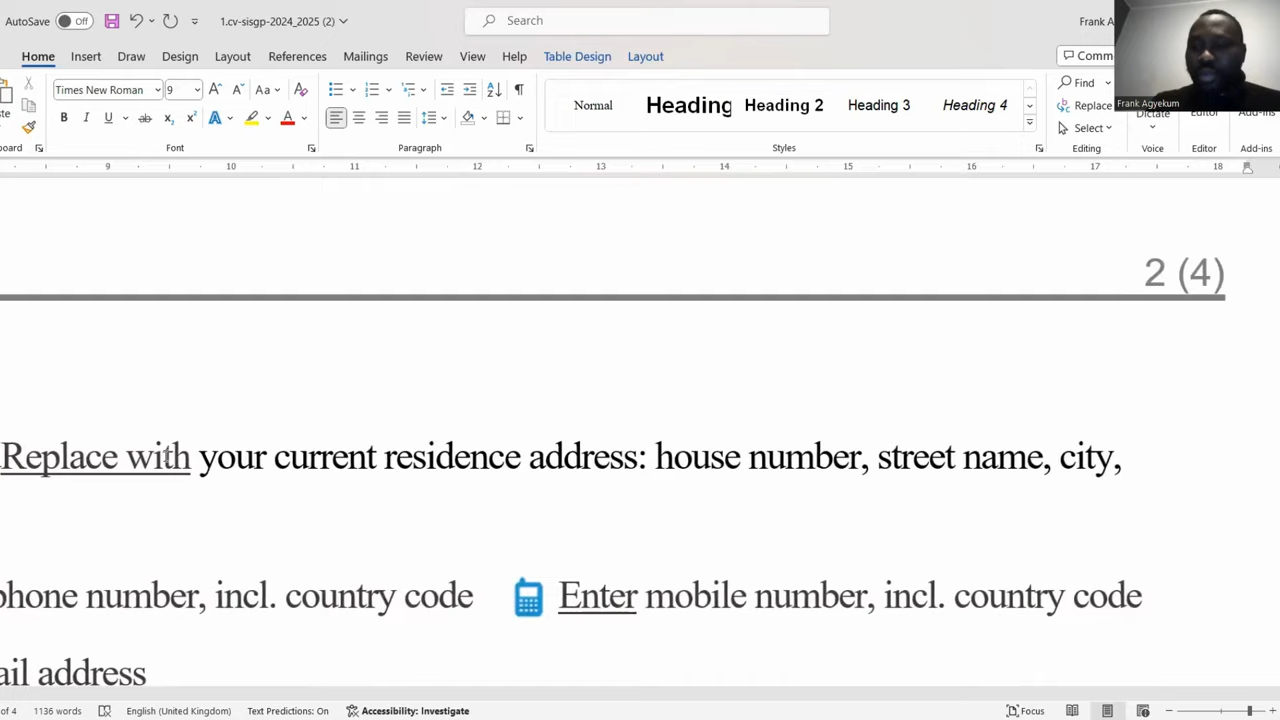 AutoSave Off 1.cv-sisgp-2024_2025 (2) Search Frank A
Home Insert Draw Design Layout References Mailings Review View Help Table Design Layout Comm
Times New Roman 9 Aa Normal Heading Heading 2 Heading 3 Heading 4 Find
Replace
Select
Frank Agyekum
Dictate Editor Add-ins
Font Paragraph Styles Editing Voice Editor Add-ins
9 10 11 12 13 14 15 16 17 18
2 (4)
Replace with your current residence address: house number, street name, city,
phone number, incl. country code Enter mobile number, incl. country code
ail address
of 4 1136 words English (United Kingdom) Text Predictions: On Accessibility: Investigate Focus